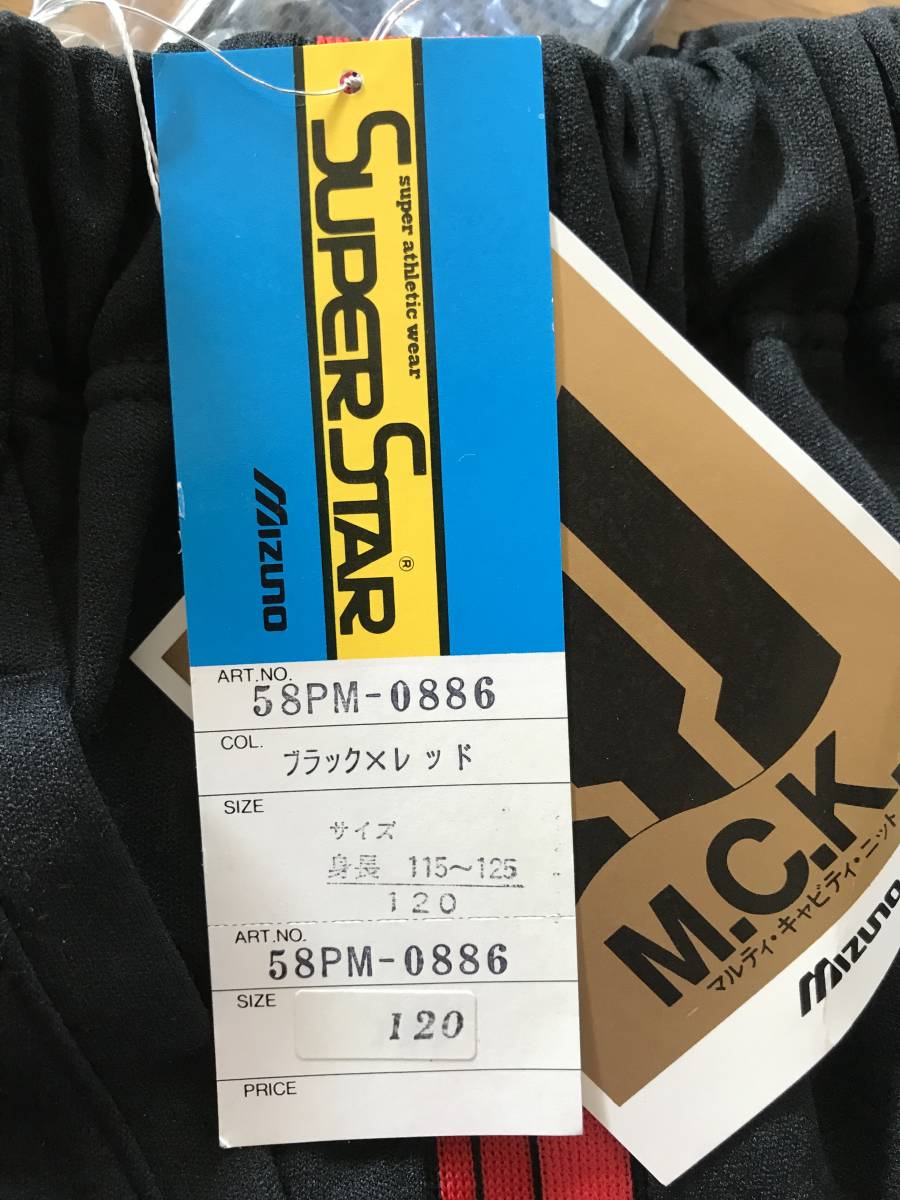 SUPER STAR®
super athletic wear
MIZUNO
ART.NO.
58PM-0886
COL.
ブラック×レッド
SIZE
サイズ
身長 115~125
120
ART.NO.
58PM-0886
SIZE
120
PRICE
M.C.K.
マルティ・キャビティ・ニット
MIZUNO